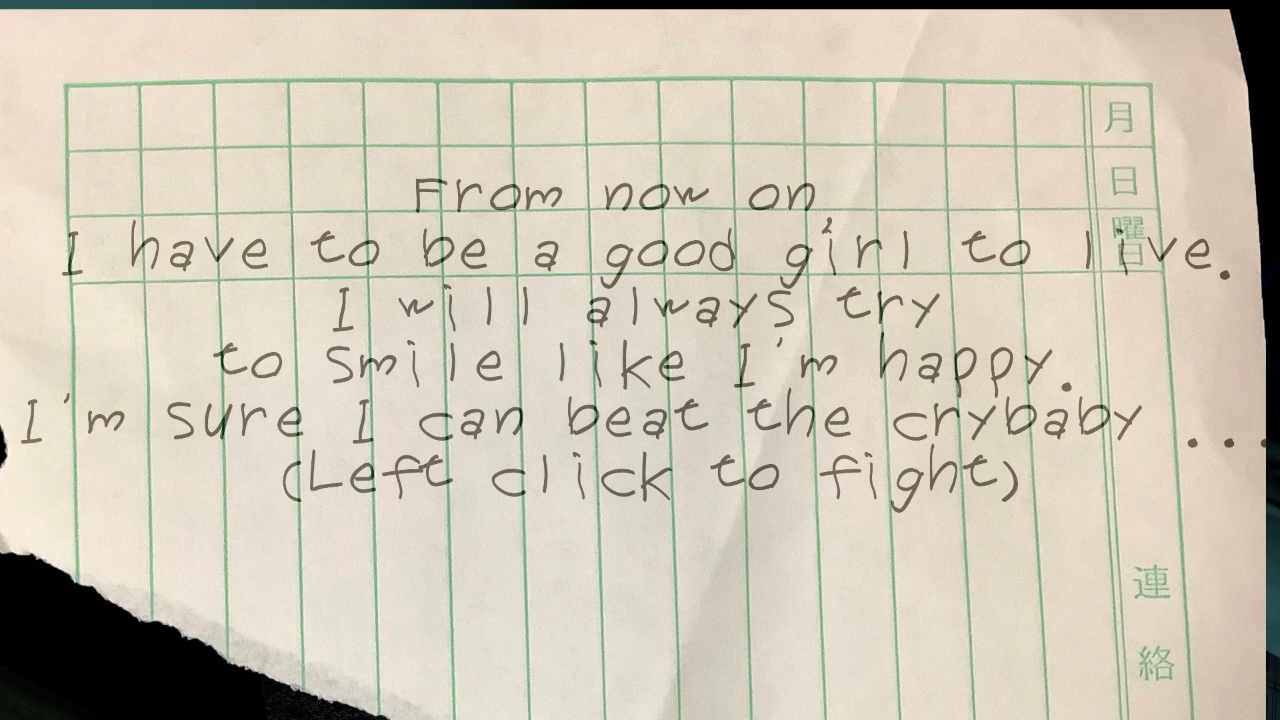 From now on
I have to be a good girl to live.
I will always try
to smile like I'm happy.
I'm sure I can beat the crybaby ...
(Left click to fight)
月
日
曜
日
連
絡